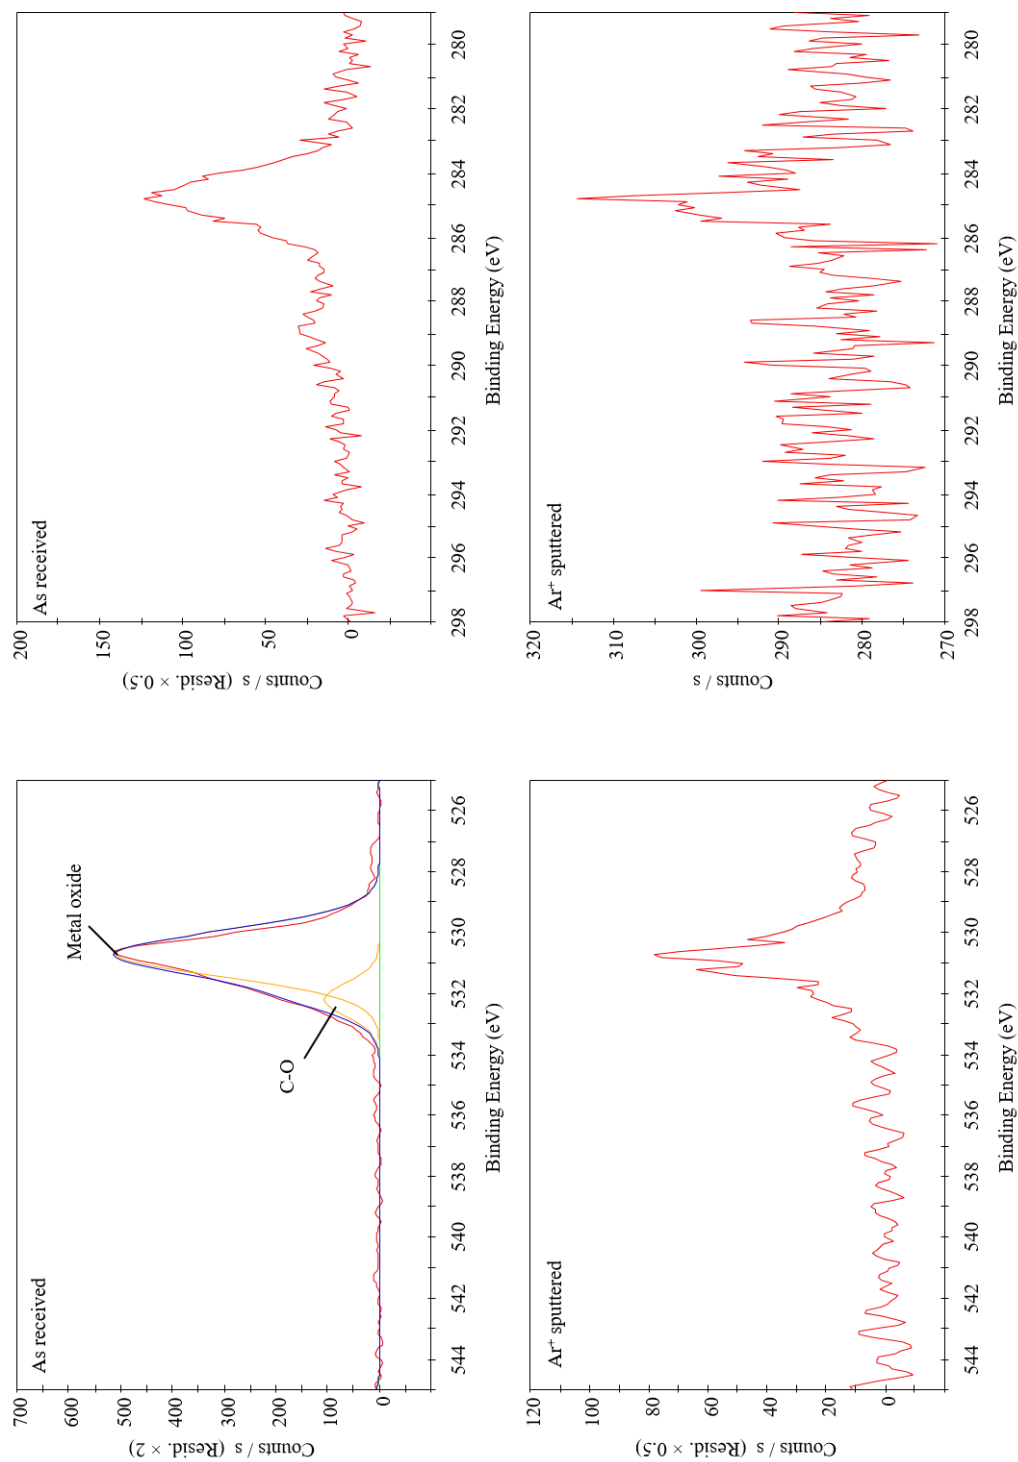 As received
700
600
500
400
300
200
100
0
Counts / s (Resid. × 2)
Metal oxide
C-O
544 542 540 538 536 534 532 530 528 526
Binding Energy (eV)
As received
200
150
100
50
0
Counts / s (Resid. × 0.5)
298 296 294 292 290 288 286 284 282 280
Binding Energy (eV)
Ar+ sputtered
120
100
80
60
40
20
0
Counts / s (Resid. × 0.5)
544 542 540 538 536 534 532 530 528 526
Binding Energy (eV)
Ar+ sputtered
320
310
300
290
280
270
Counts / s
298 296 294 292 290 288 286 284 282 280
Binding Energy (eV)